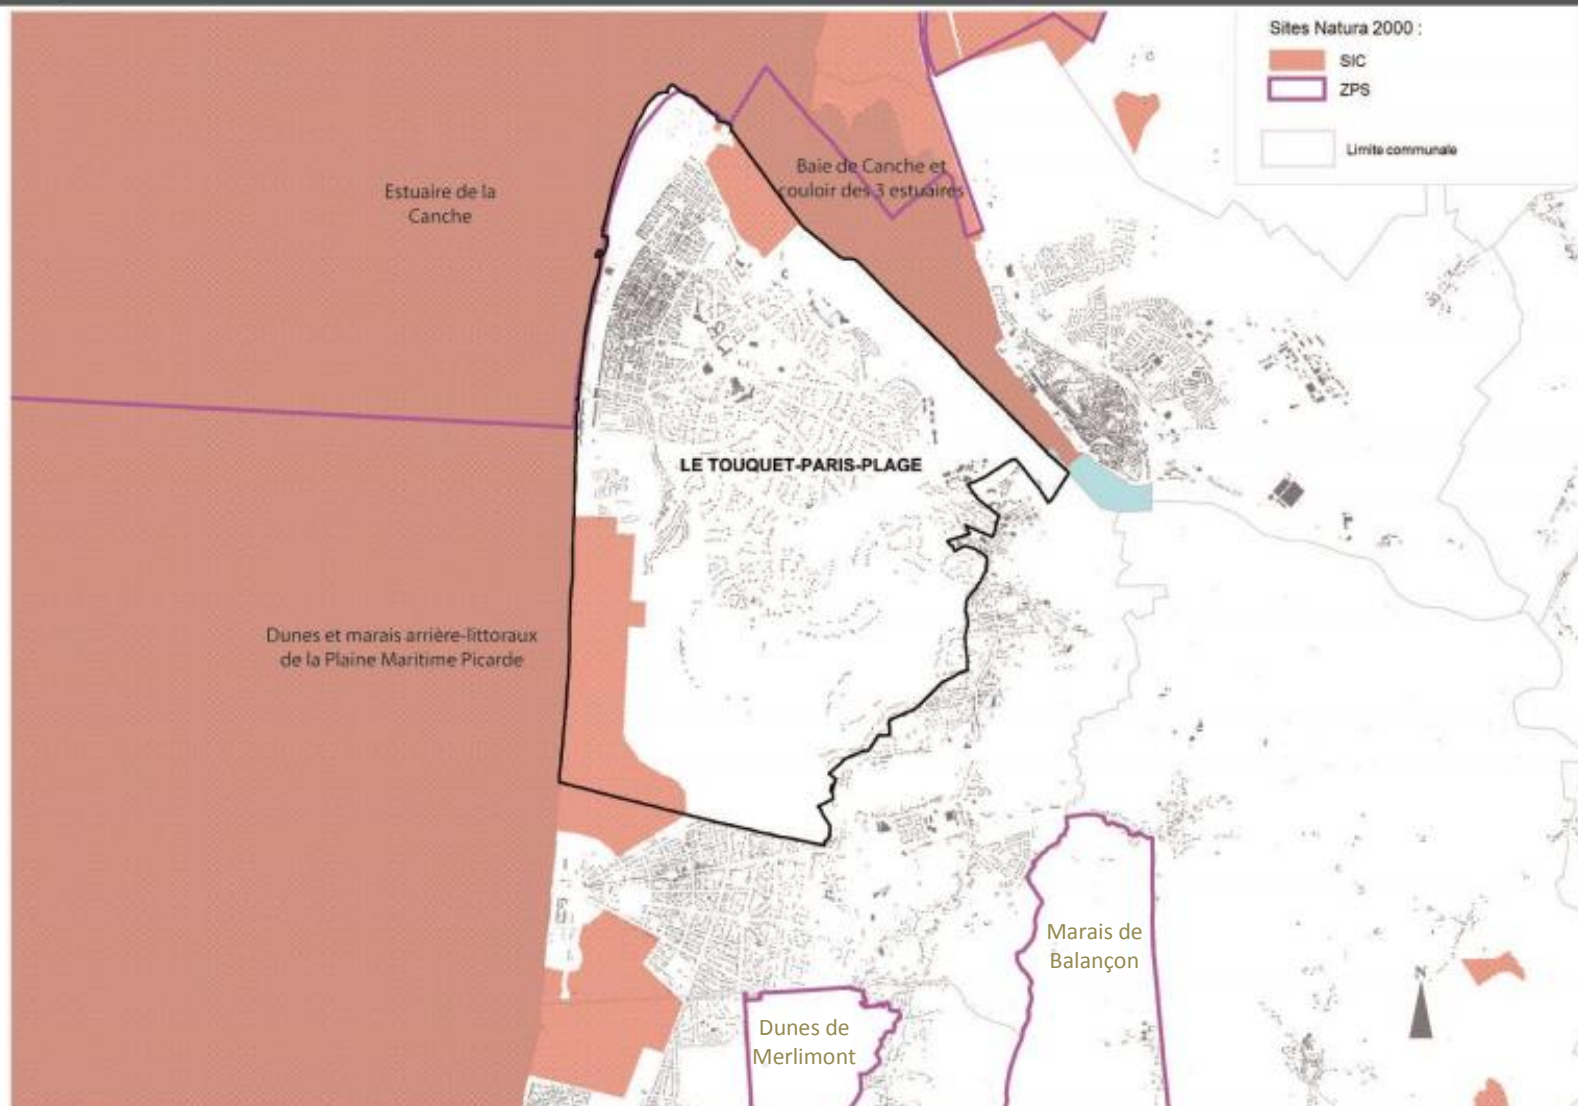 Sites Natura 2000 :
SIC
ZPS
Limite communale
Estuaire de la
Canche
Baie de Canche et
couloir des 3 estuaires
LE TOUQUET-PARIS-PLAGE
Dunes et marais arrière-littoraux
de la Plaine Maritime Picarde
Marais de
Balançon
N
Dunes de
Merlimont